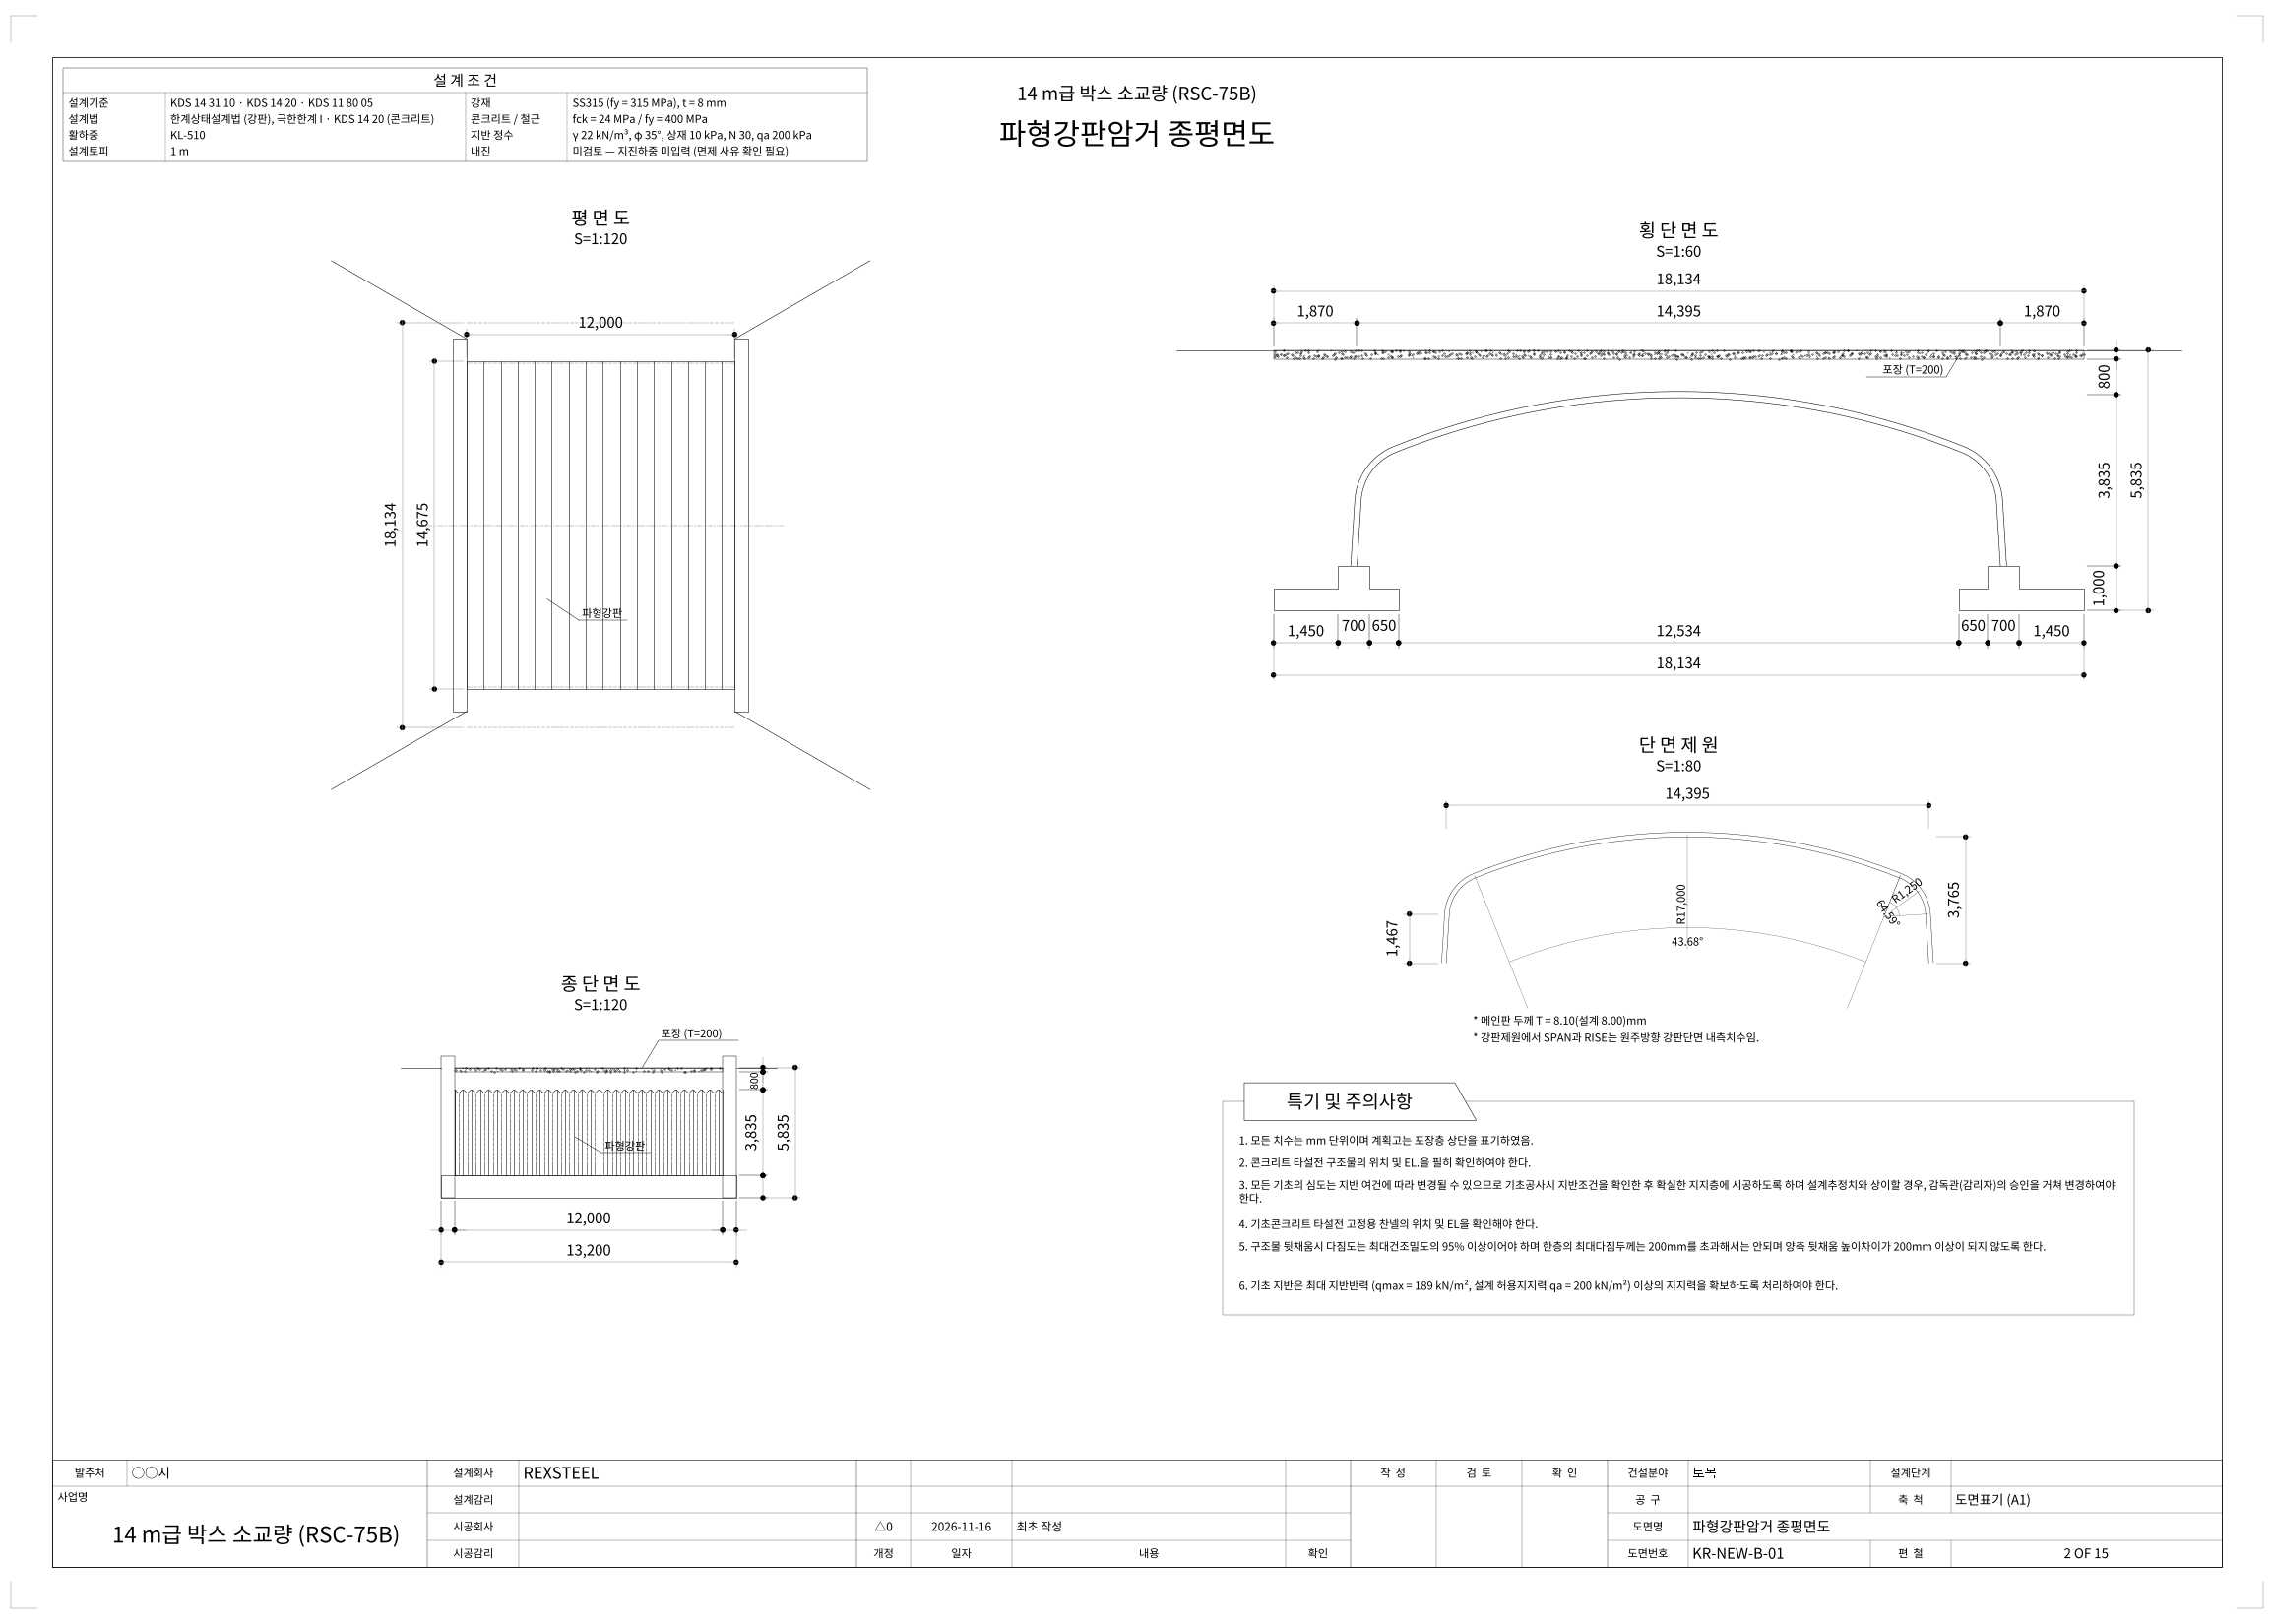 설 계 조 건
설계기준 KDS 14 31 10 · KDS 14 20 · KDS 11 80 05 강재 SS315 (fy = 315 MPa), t = 8 mm
설계법 한계상태설계법 (강판), 극한한계 I · KDS 14 20 (콘크리트) 콘크리트 / 철근 fck = 24 MPa / fy = 400 MPa
활하중 KL-510 지반 정수 γ 22 kN/m³, φ 35°, 상재 10 kPa, N 30, qa 200 kPa
설계토피 1 m 내진 미검토 — 지진하중 미입력 (면제 사유 확인 필요)
14 m급 박스 소교량 (RSC-75B)
파형강판암거 종평면도
평 면 도
S=1:120
12,000
18,134
14,675
파형강판
횡 단 면 도
S=1:60
18,134
1,870 14,395 1,870
포장 (T=200)
800
3,835
5,835
1,000
1,450 700 650 12,534 650 700 1,450
18,134
단 면 제 원
S=1:80
14,395
R17,000
43.68°
R1,250
64.59°
3,765
1,467
* 메인판 두께 T = 8.10(설계 8.00)mm
* 강판제원에서 SPAN과 RISE는 원주방향 강판단면 내측치수임.
종 단 면 도
S=1:120
포장 (T=200)
800
3,835
5,835
파형강판
12,000
13,200
특기 및 주의사항
1. 모든 치수는 mm 단위이며 계획고는 포장층 상단을 표기하였음.
2. 콘크리트 타설전 구조물의 위치 및 EL.을 필히 확인하여야 한다.
3. 모든 기초의 심도는 지반 여건에 따라 변경될 수 있으므로 기초공사시 지반조건을 확인한 후 확실한 지지층에 시공하도록 하며 설계추정치와 상이할 경우, 감독관(감리자)의 승인을 거쳐 변경하여야
한다.
4. 기초콘크리트 타설전 고정용 찬넬의 위치 및 EL을 확인해야 한다.
5. 구조물 뒷채움시 다짐도는 최대건조밀도의 95% 이상이어야 하며 한층의 최대다짐두께는 200mm를 초과해서는 안되며 양측 뒷채움 높이차이가 200mm 이상이 되지 않도록 한다.
6. 기초 지반은 최대 지반반력 (qmax = 189 kN/m², 설계 허용지지력 qa = 200 kN/m²) 이상의 지지력을 확보하도록 처리하여야 한다.
발주처 ○○시 설계회사 REXSTEEL 작 성 검 토 확 인 건설분야 토목 설계단계
사업명 설계감리 공 구 축 척 도면표기 (A1)
14 m급 박스 소교량 (RSC-75B) 시공회사 △0 2026-11-16 최초 작성 도면명 파형강판암거 종평면도
시공감리 개정 일자 내용 확인 도면번호 KR-NEW-B-01 편 철 2 OF 15